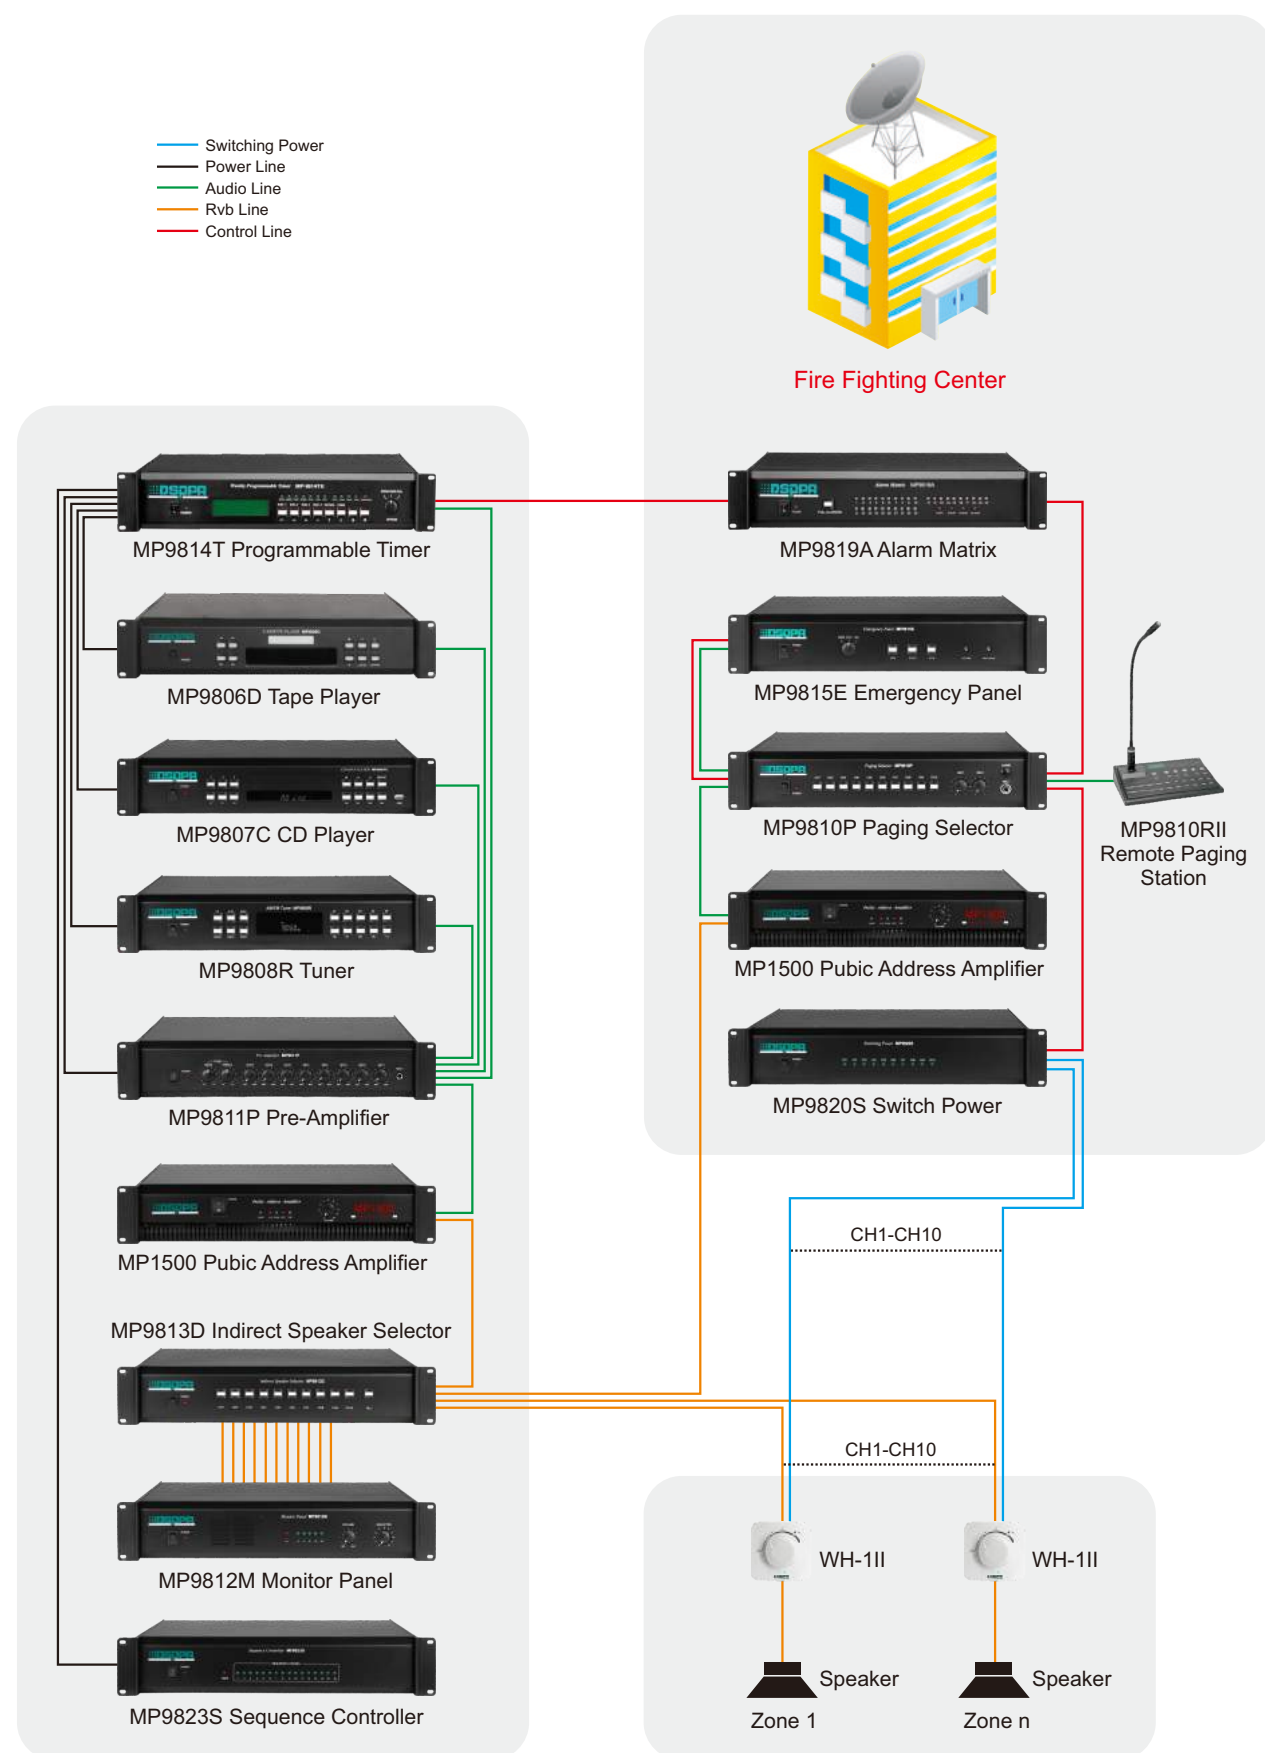 Switching Power
Power Line
Audio Line
Rvb Line
Control Line
Fire Fighting Center
MP9814T Programmable Timer
MP9806D Tape Player
MP9807C CD Player
MP9808R Tuner
MP9811P Pre-Amplifier
MP1500 Pubic Address Amplifier
MP9813D Indirect Speaker Selector
MP9812M Monitor Panel
MP9823S Sequence Controller
MP9819A Alarm Matrix
MP9815E Emergency Panel
MP9810P Paging Selector
MP9810RII
Remote Paging
Station
MP1500 Pubic Address Amplifier
MP9820S Switch Power
CH1-CH10
CH1-CH10
WH-1II
WH-1II
Speaker
Speaker
Zone 1
Zone n